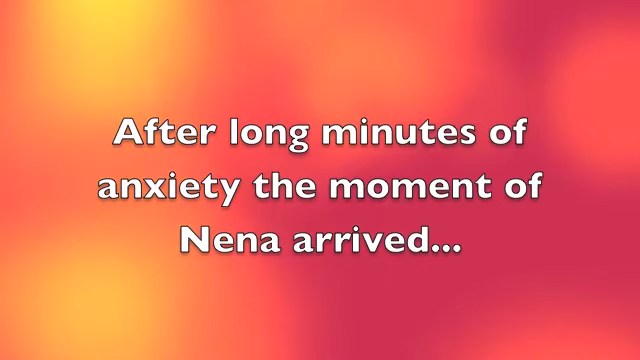 After long minutes of
anxiety the moment of
Nena arrived...